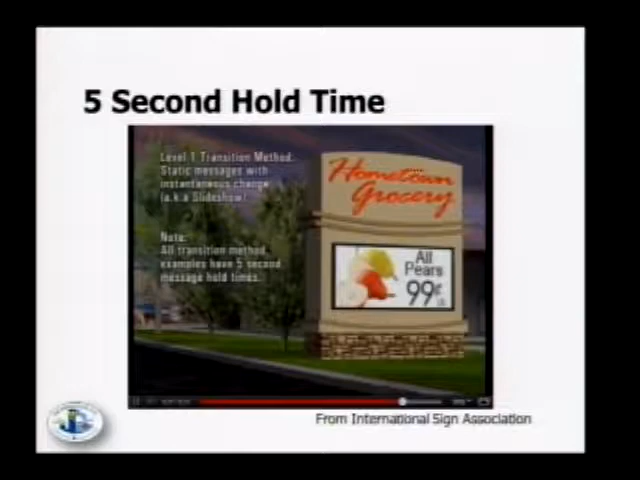 5 Second Hold Time
Level 1 Transition Method.
Static messages with
instantaneous change
(a.k.a Slideshow)
Note:
All transition method
examples have 5 second
message hold times.
Hometown
Grocery
All
Pears
99¢
From International Sign Association